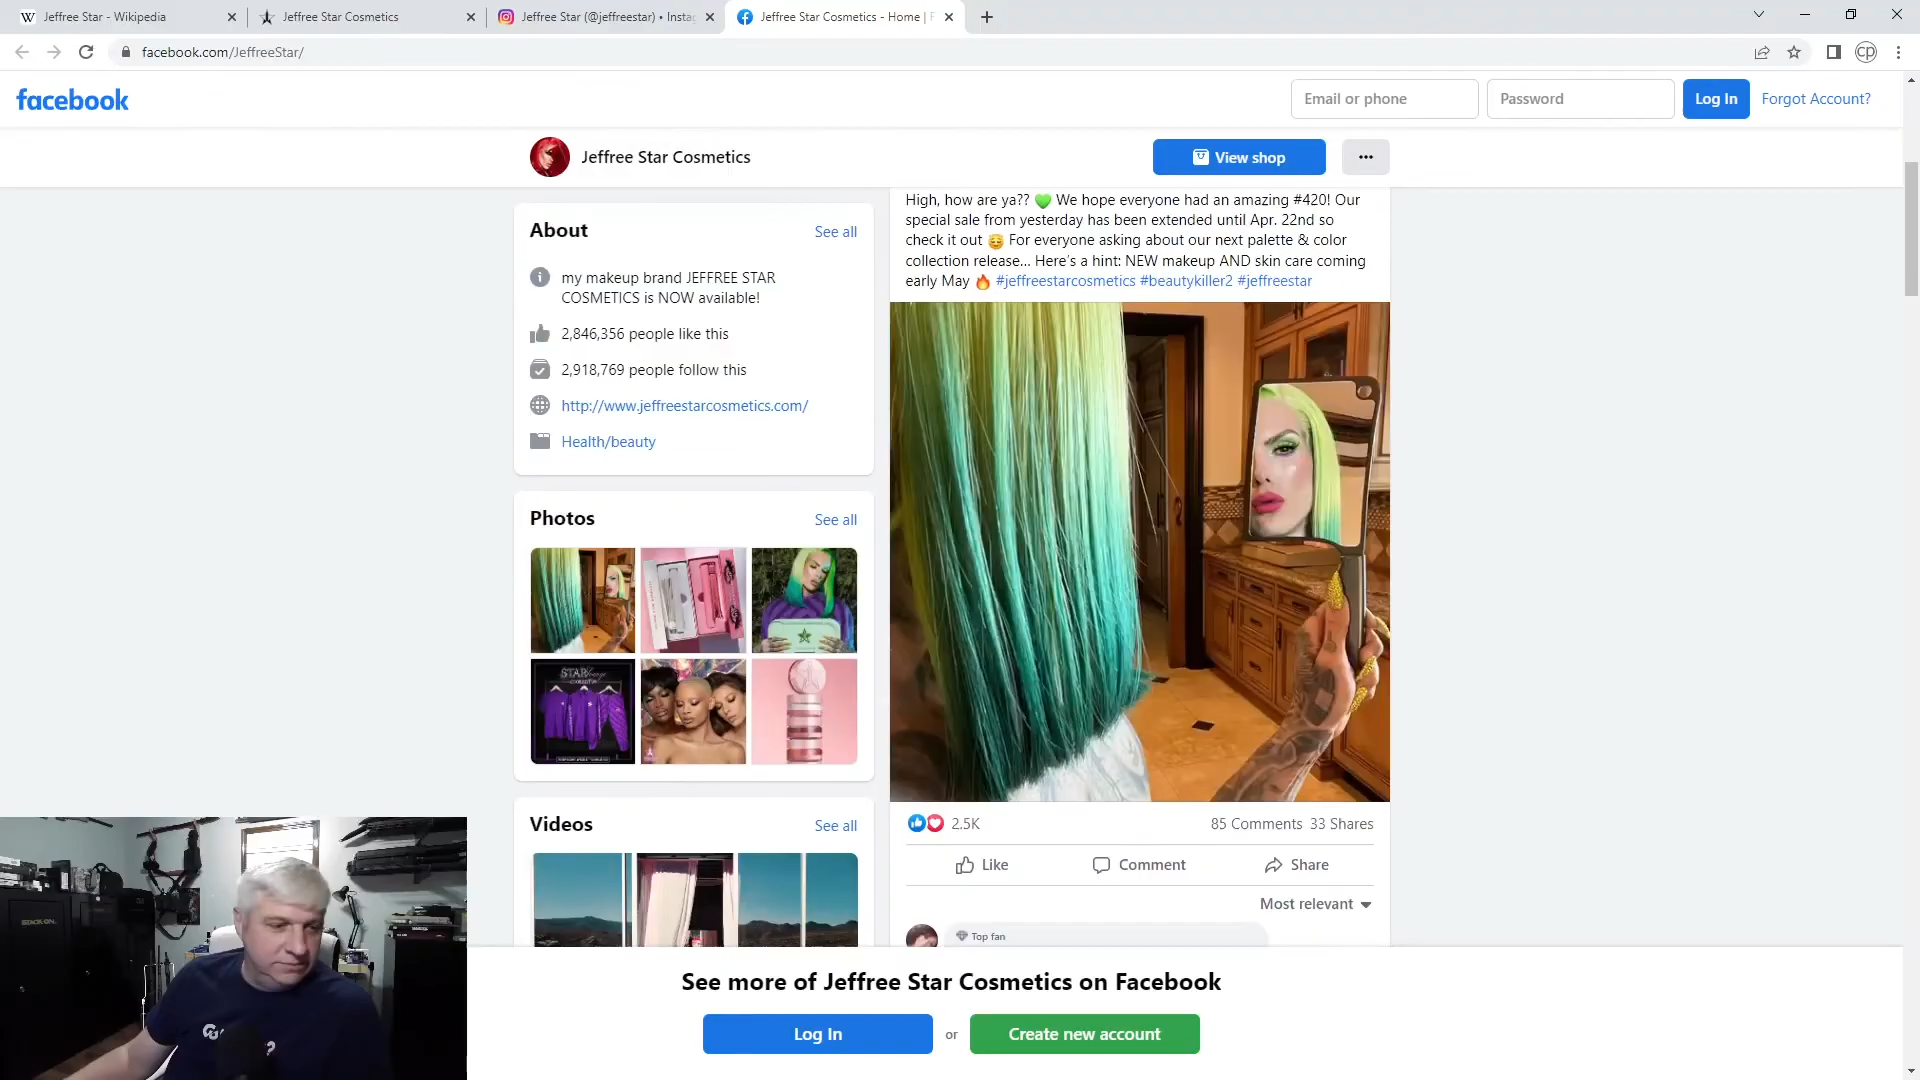 Jeffree Star - Wikipedia
Jeffree Star Cosmetics
Jeffree Star (@jeffreestar) • Insta
Jeffree Star Cosmetics - Home | F
facebook.com/JeffreeStar/
cp
facebook
Email or phone
Password
Log In
Forgot Account?
Jeffree Star Cosmetics
View shop
About
See all
my makeup brand JEFFREE STAR
COSMETICS is NOW available!
2,846,356 people like this
2,918,769 people follow this
http://www.jeffreestarcosmetics.com/
Health/beauty
Photos
See all
STAR
Videos
See all
High, how are ya?? 💚 We hope everyone had an amazing #420! Our
special sale from yesterday has been extended until Apr. 22nd so
check it out 😌 For everyone asking about our next palette & color
collection release... Here's a hint: NEW makeup AND skin care coming
early May 🔥 #jeffreestarcosmetics #beautykiller2 #jeffreestar
2.5K
85 Comments 33 Shares
Like
Comment
Share
Most relevant
Top fan
See more of Jeffree Star Cosmetics on Facebook
Log In
or
Create new account